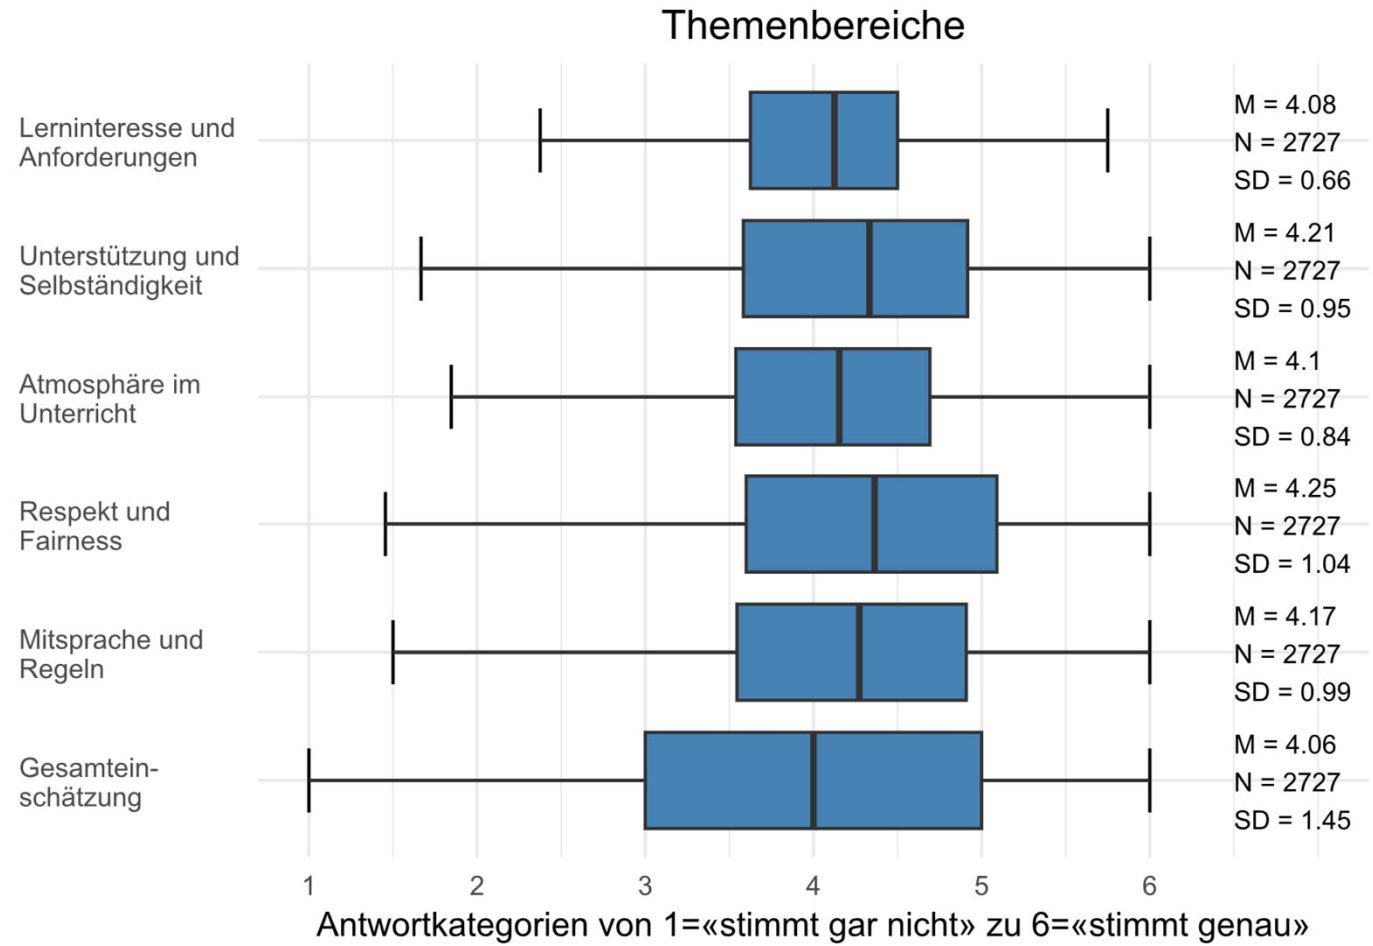 Themenbereiche
Lerninteresse und
Anforderungen
M = 4.08
N = 2727
SD = 0.66
Unterstützung und
Selbständigkeit
M = 4.21
N = 2727
SD = 0.95
Atmosphäre im
Unterricht
M = 4.1
N = 2727
SD = 0.84
Respekt und
Fairness
M = 4.25
N = 2727
SD = 1.04
Mitsprache und
Regeln
M = 4.17
N = 2727
SD = 0.99
Gesamtein-
schätzung
M = 4.06
N = 2727
SD = 1.45
1 2 3 4 5 6
Antwortkategorien von 1=«stimmt gar nicht» zu 6=«stimmt genau»